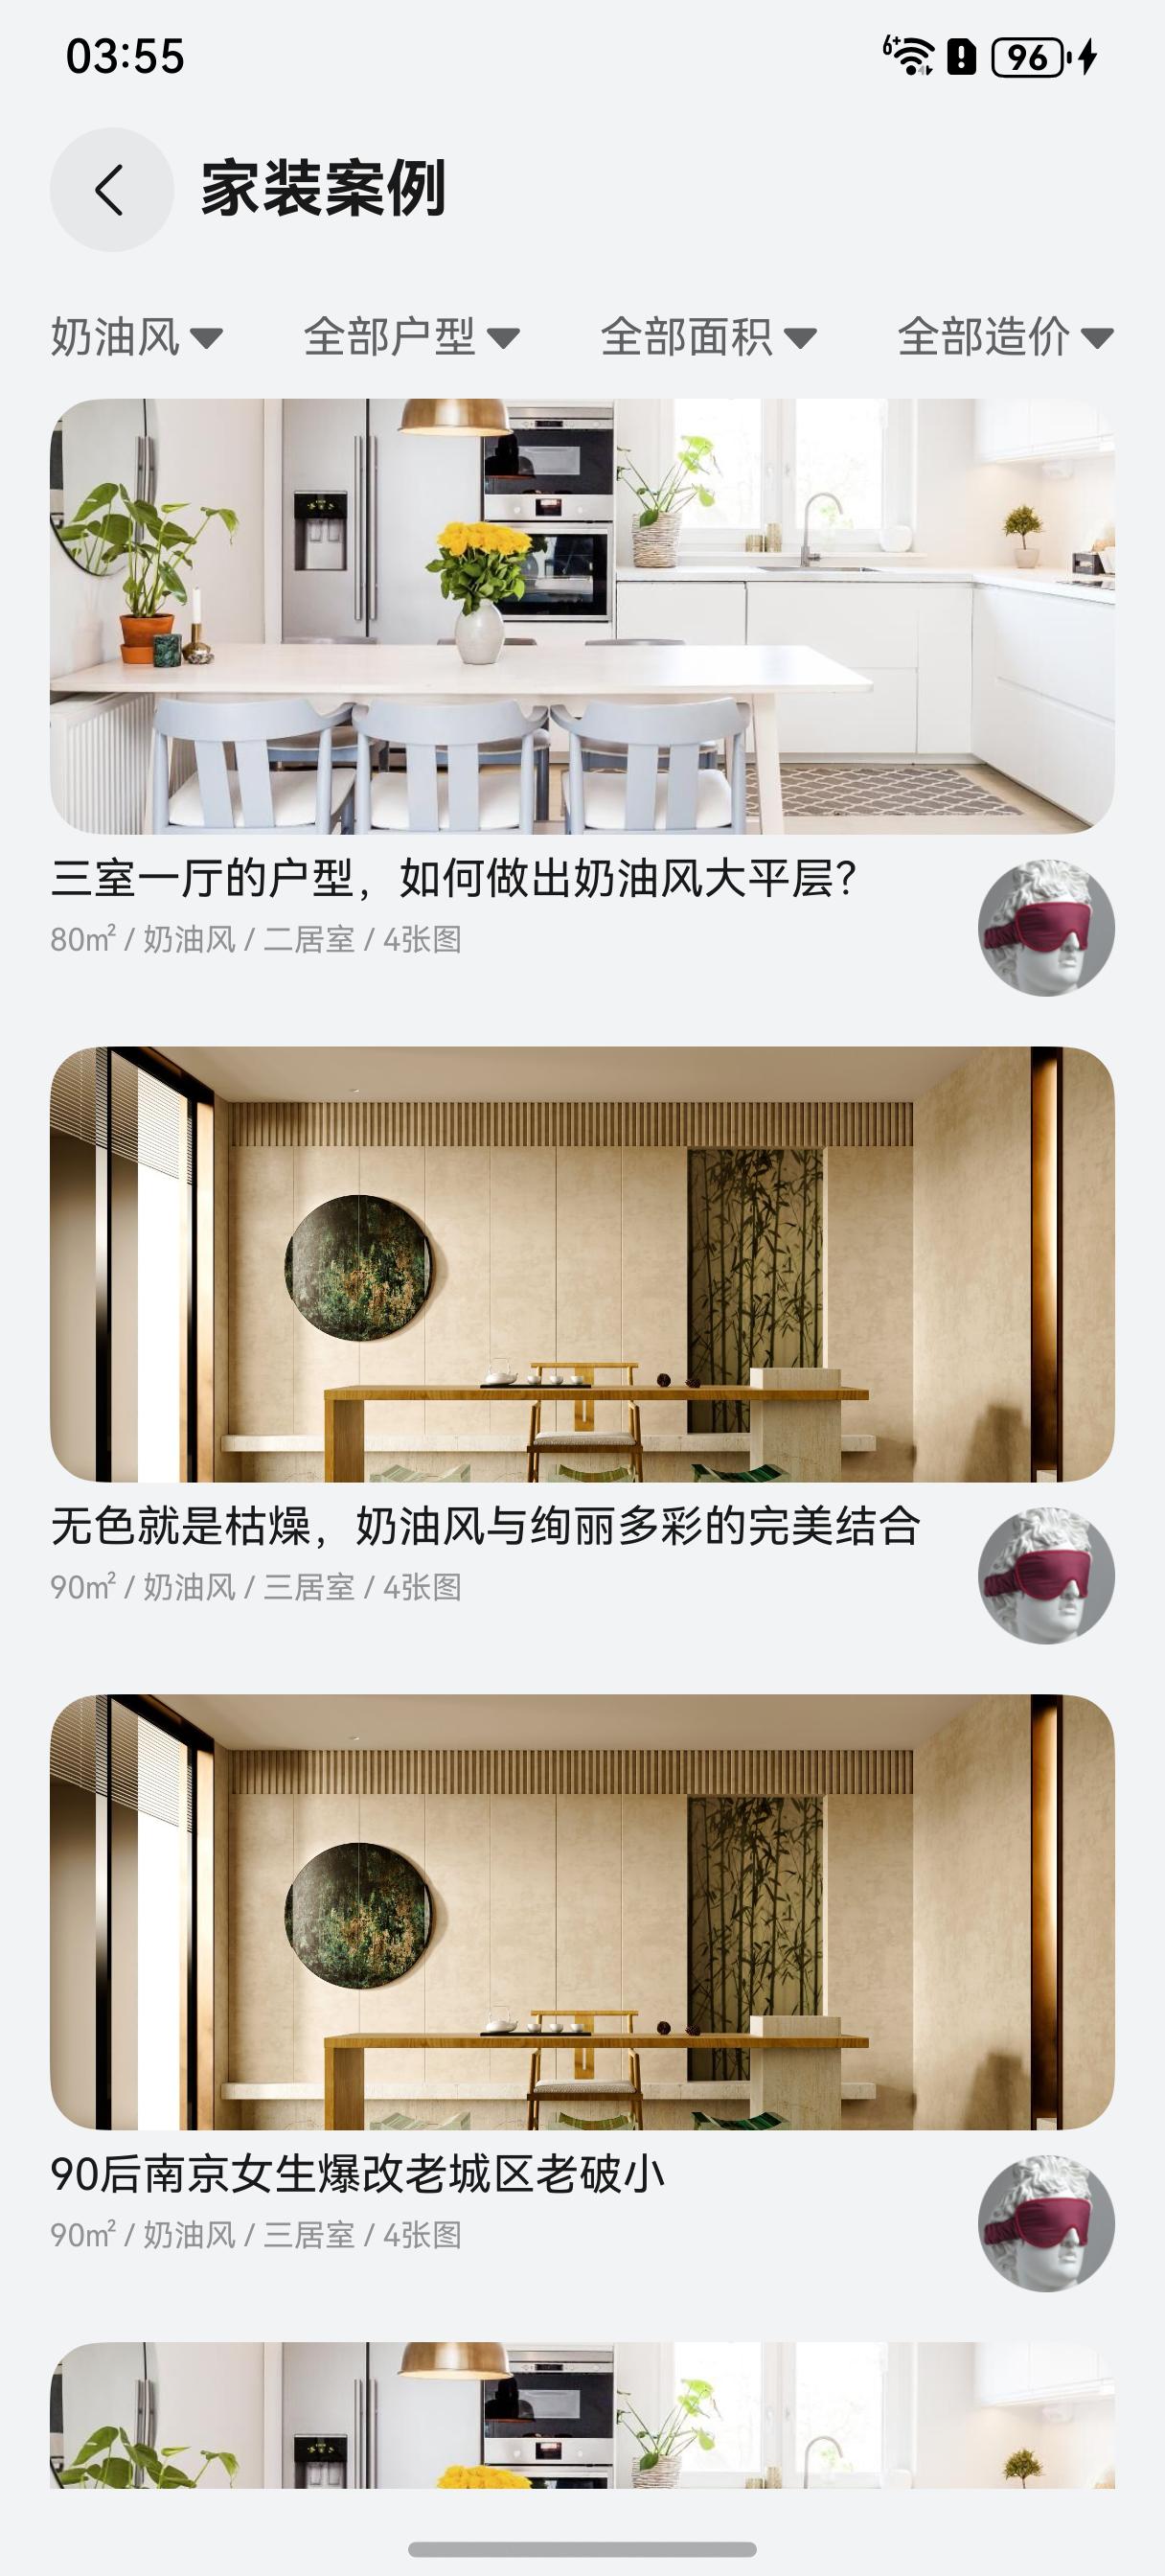 03:55
6+
96
家装案例
奶油风 全部户型 全部面积 全部造价
三室一厅的户型，如何做出奶油风大平层？
80㎡ / 奶油风 / 二居室 / 4张图
无色就是枯燥，奶油风与绚丽多彩的完美结合
90㎡ / 奶油风 / 三居室 / 4张图
90后南京女生爆改老城区老破小
90㎡ / 奶油风 / 三居室 / 4张图